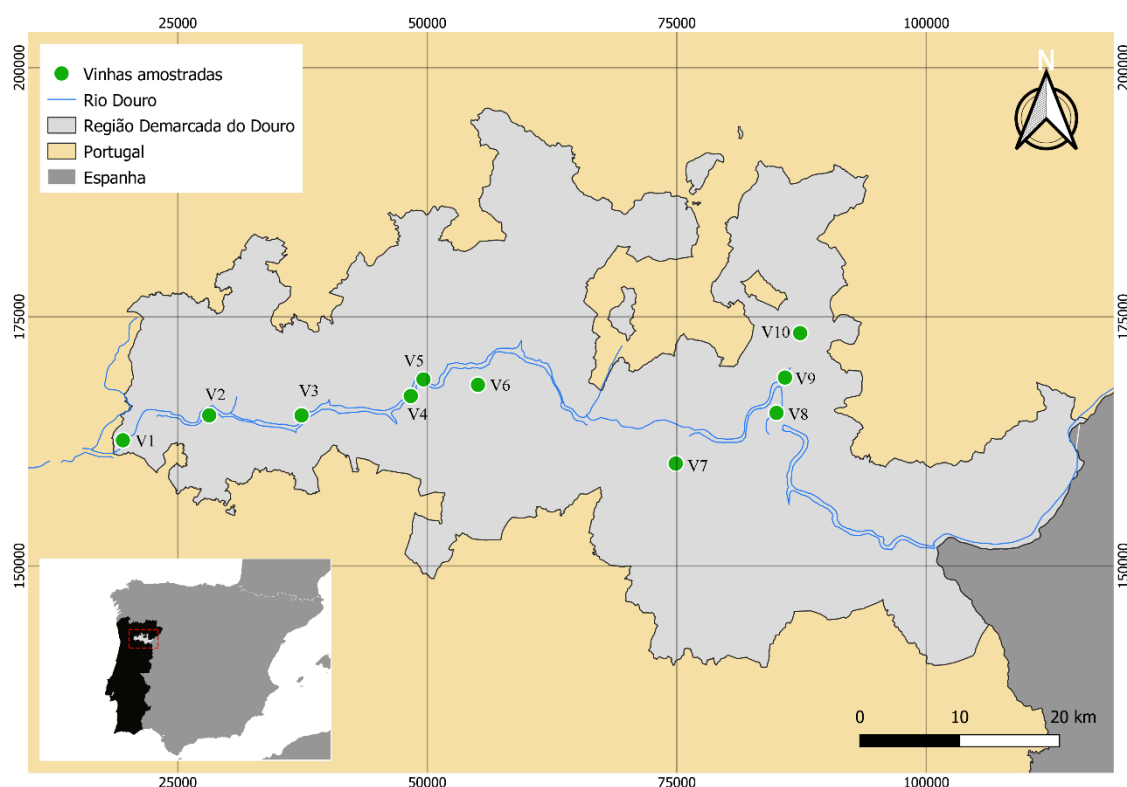 25000 50000 75000 100000
200000 200000
N
Vinhas amostradas
Rio Douro
Região Demarcada do Douro
Portugal
Espanha
175000 175000
V10
V5
V9
V6
V4
V2 V3
V8
V1
V7
150000 150000
0 10 20 km
25000 50000 75000 100000